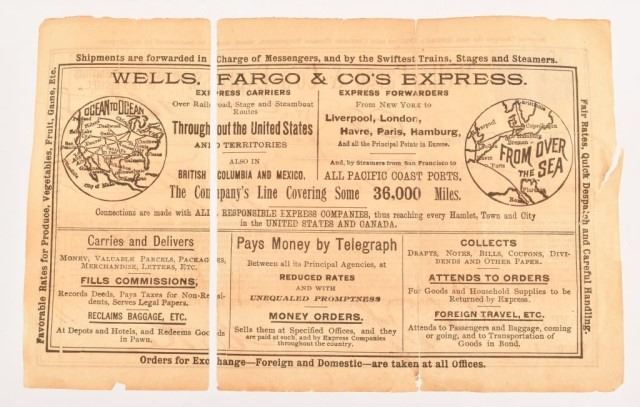 Shipments are forwarded in Charge of Messengers, and by the Swiftest Trains, Stages and Steamers.
WELLS, FARGO & CO'S EXPRESS.
OCEAN TO OCEAN
City of Mexico
EXPRESS CARRIERS
Over Railroad, Stage and Steamboat
Routes
Throughout the United States
AND TERRITORIES
ALSO IN
BRITISH COLUMBIA AND MEXICO.
EXPRESS FORWARDERS
From NEW YORK to
Liverpool, London,
Havre, Paris, Hamburg,
And all the Principal Points in Europe.
And, by Steamers from San Francisco to
ALL PACIFIC COAST PORTS.
FROM OVER
THE SEA
Liverpool
Copenhagen
Bremen
Paris
The Company's Line Covering Some 36,000 Miles.
Connections are made with ALL RESPONSIBLE EXPRESS COMPANIES, thus reaching every Hamlet, Town and City
in the UNITED STATES AND CANADA.
Carries and Delivers
MONEY, VALUABLE PARCELS, PACKAGES,
MERCHANDISE, LETTERS, ETC.
FILLS COMMISSIONS,
Records Deeds, Pays Taxes for Non-Resi-
dents, Serves Legal Papers.
RECLAIMS BAGGAGE, ETC.
At Depots and Hotels, and Redeems Goods
in Pawn.
Pays Money by Telegraph
Between all its Principal Agencies, at
REDUCED RATES
AND WITH
UNEQUALED PROMPTNESS
MONEY ORDERS.
Sells them at Specified Offices, and they
are paid at such, and by Express Companies
throughout the country.
COLLECTS
DRAFTS, NOTES, BILLS, COUPONS, DIVI-
DENDS AND OTHER PAPER.
ATTENDS TO ORDERS
For Goods and Household Supplies to be
Returned by Express.
FOREIGN TRAVEL, ETC.
Attends to Passengers and Baggage, coming
or going, and to Transportation of
Goods in Bond.
Orders for Exchange—Foreign and Domestic—are taken at all Offices.
Favorable Rates for Produce, Vegetables, Fruit, Game, Etc.
Fair Rates, Quick Despatch and Careful Handling.